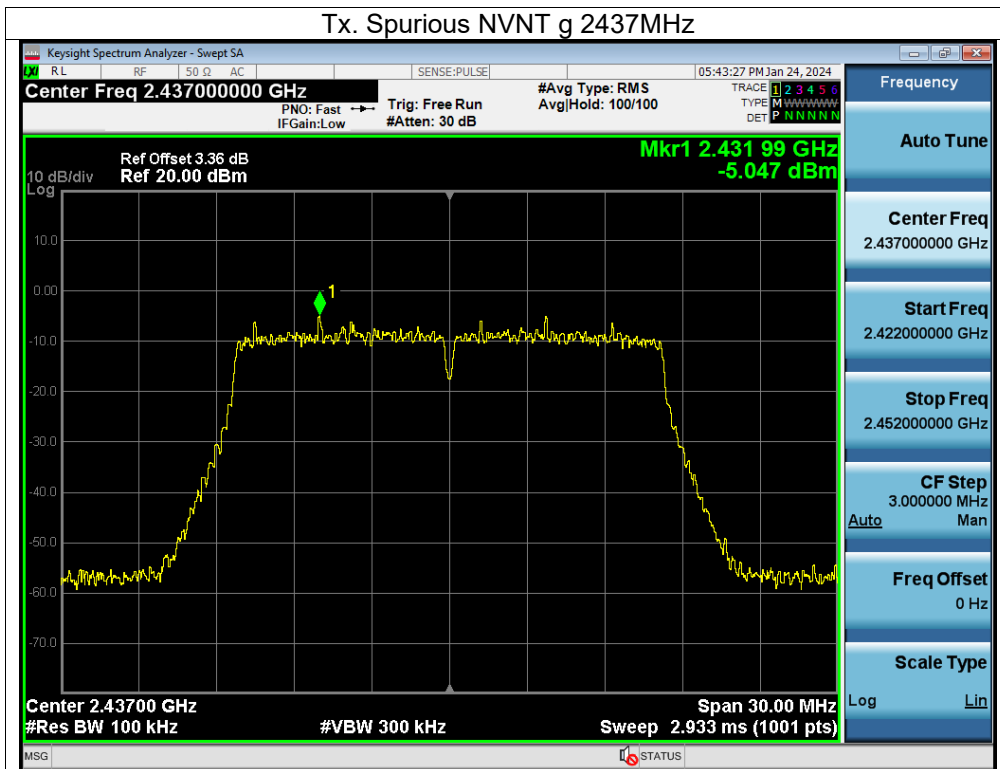 Tx. Spurious NVNT g 2437MHz
Keysight Spectrum Analyzer - Swept SA
LXI RL RF 50 Ω AC SENSE:PULSE 05:43:27 PM Jan 24, 2024
Center Freq 2.437000000 GHz
PNO: Fast
IFGain:Low
Trig: Free Run
#Atten: 30 dB
#Avg Type: RMS
Avg|Hold: 100/100
TRACE 1 2 3 4 5 6
TYPE M WWWWW
DET P N N N N N
Mkr1 2.431 99 GHz
-5.047 dBm
Ref Offset 3.36 dB
10 dB/div Ref 20.00 dBm
Log
10.0
0.00
-10.0
-20.0
-30.0
-40.0
-50.0
-60.0
-70.0
1
Center 2.43700 GHz Span 30.00 MHz
#Res BW 100 kHz #VBW 300 kHz Sweep 2.933 ms (1001 pts)
MSG STATUS
Frequency
Auto Tune
Center Freq
2.437000000 GHz
Start Freq
2.422000000 GHz
Stop Freq
2.452000000 GHz
CF Step
3.000000 MHz
Auto Man
Freq Offset
0 Hz
Scale Type
Log Lin